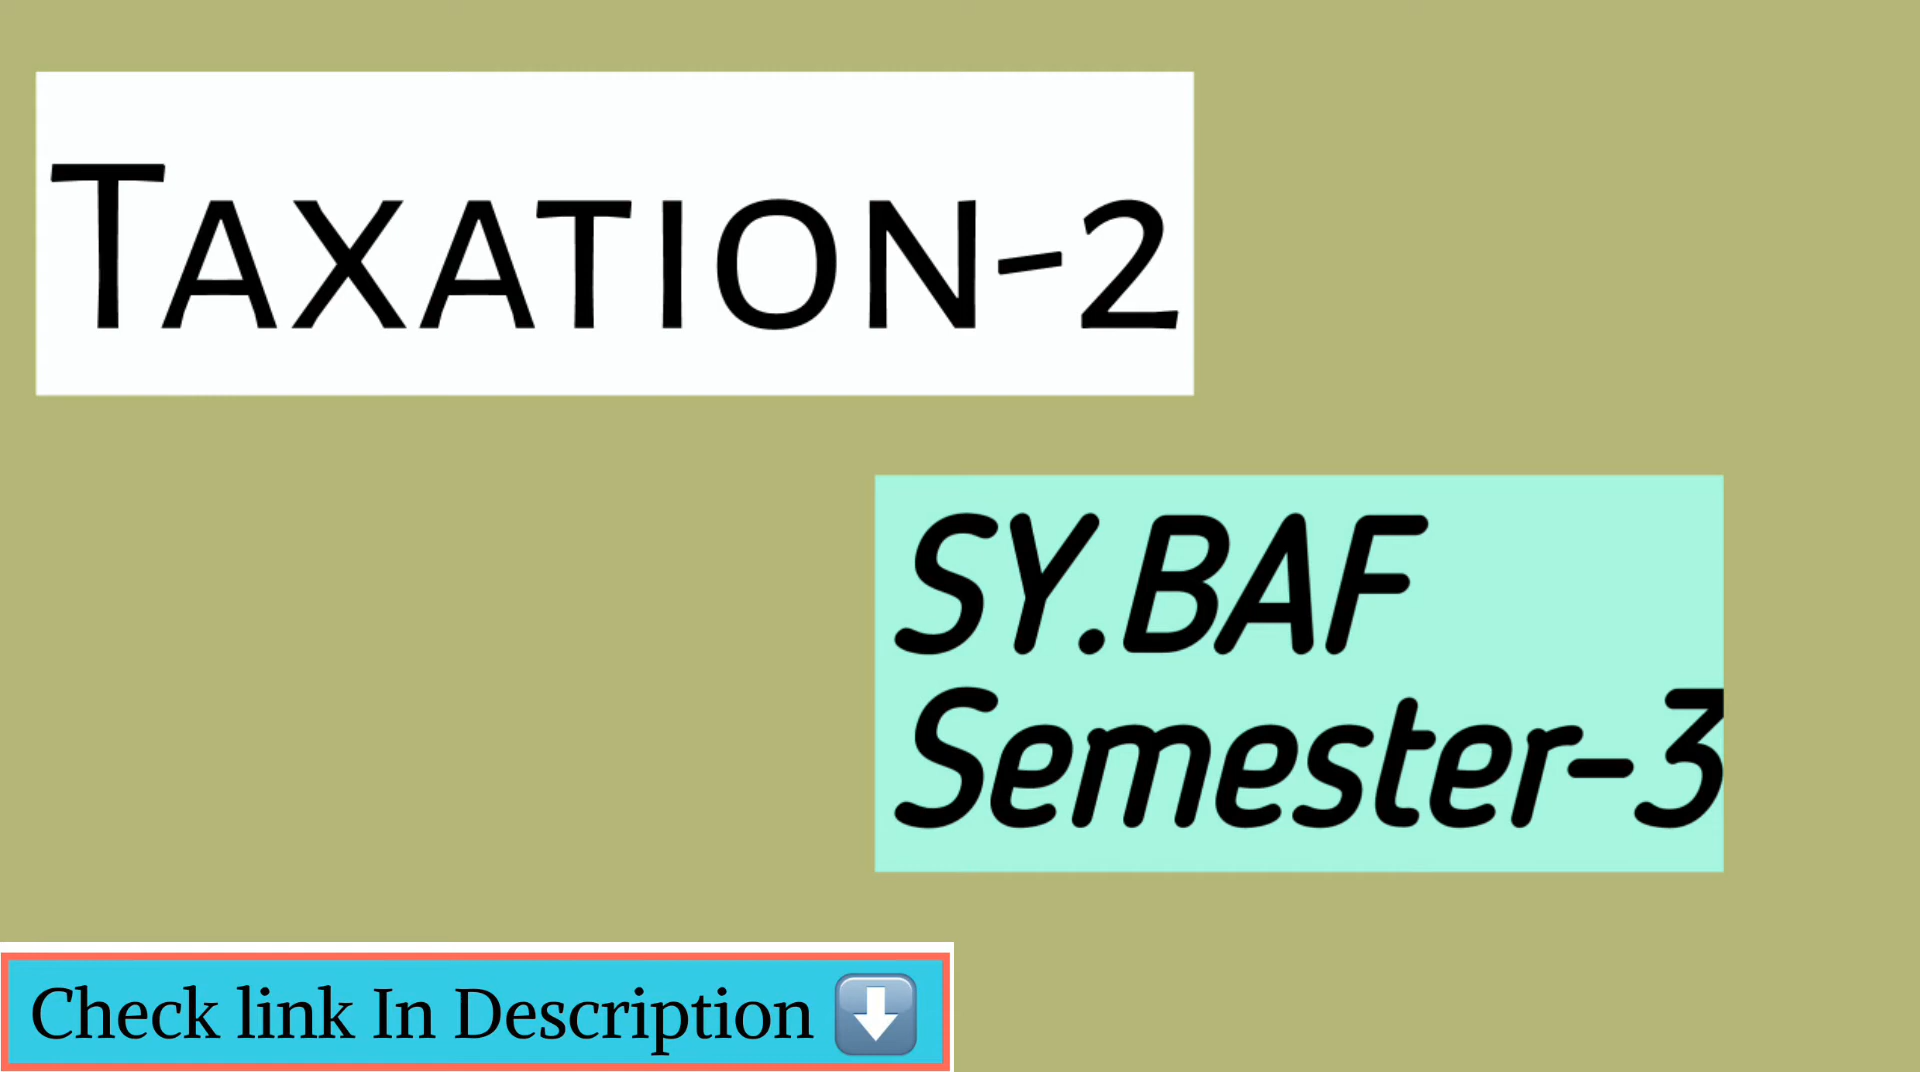 Taxation-2
SY.BAF
Semester-3
Check link In Description ⬇️